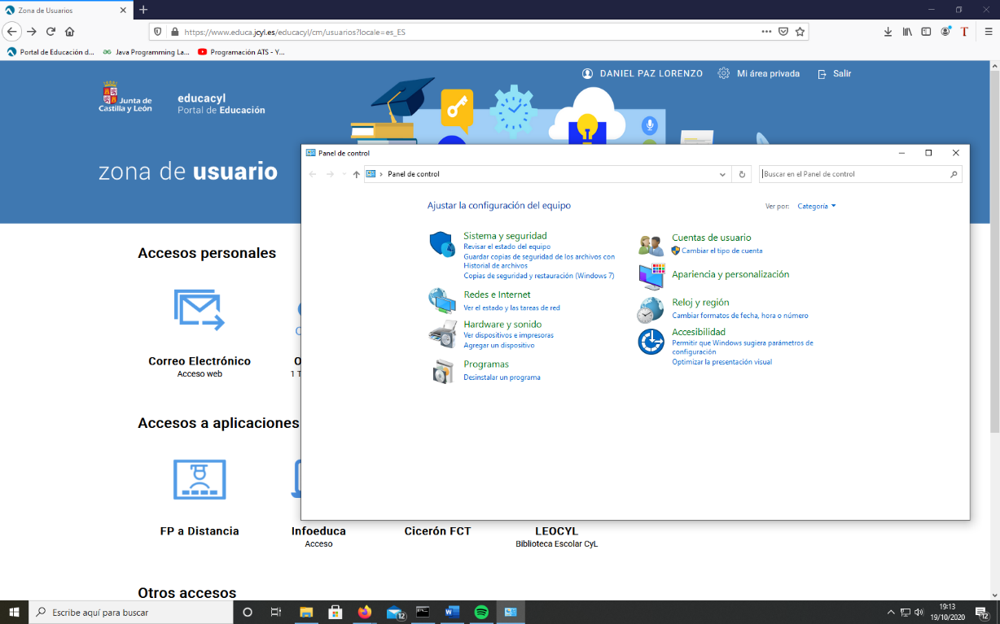 Zona de Usuarios
https://www.educa.jcyl.es/educacyl/cm/usuarios?locale=es_ES
Portal de Educación d...
Java Programming La...
Programación ATS - Y...
DANIEL PAZ LORENZO
Mi área privada
Salir
Junta de
Castilla y León
educacyl
Portal de Educación
zona de usuario
Panel de control
Panel de control
Buscar en el Panel de control
Ajustar la configuración del equipo
Ver por:
Categoría
Sistema y seguridad
Revisar el estado del equipo
Guardar copias de seguridad de los archivos con
Historial de archivos
Copias de seguridad y restauración (Windows 7)
Redes e Internet
Ver el estado y las tareas de red
Hardware y sonido
Ver dispositivos e impresoras
Agregar un dispositivo
Programas
Desinstalar un programa
Cuentas de usuario
Cambiar el tipo de cuenta
Apariencia y personalización
Reloj y región
Cambiar formatos de fecha, hora o número
Accesibilidad
Permitir que Windows sugiera parámetros de
configuración
Optimizar la presentación visual
Accesos personales
Correo Electrónico
Acceso web
O
1 T
Accesos a aplicaciones
FP a Distancia
Infoeduca
Acceso
Cicerón FCT
LEOCYL
Biblioteca Escolar CyL
Otros accesos
Escribe aquí para buscar
12
19:13
19/10/2020
12